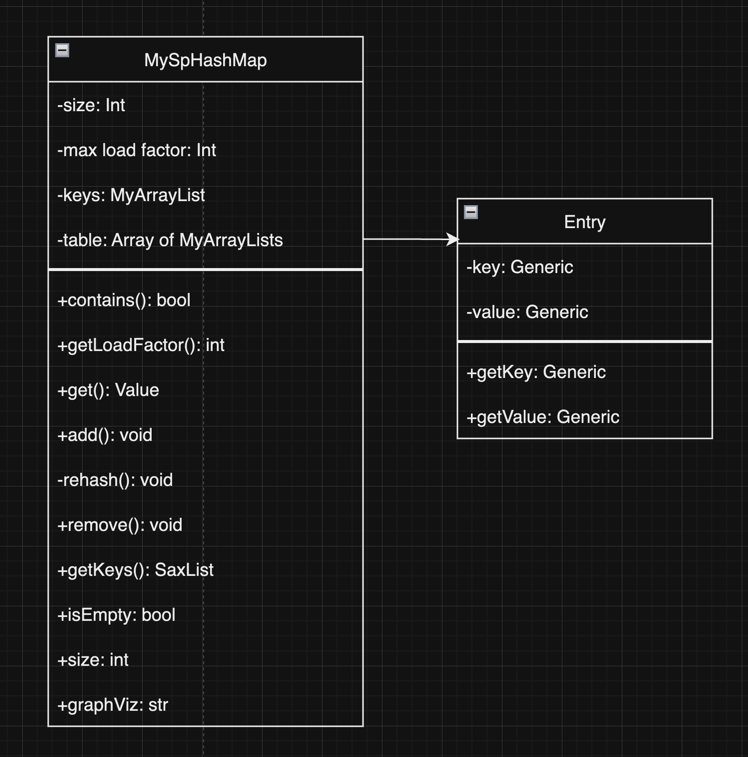 MySpHashMap
-size: Int
-max load factor: Int
-keys: MyArrayList
-table: Array of MyArrayLists
+contains(): bool
+getLoadFactor(): int
+get(): Value
+add(): void
-rehash(): void
+remove(): void
+getKeys(): SaxList
+isEmpty: bool
+size: int
+graphViz: str
Entry
-key: Generic
-value: Generic
+getKey: Generic
+getValue: Generic